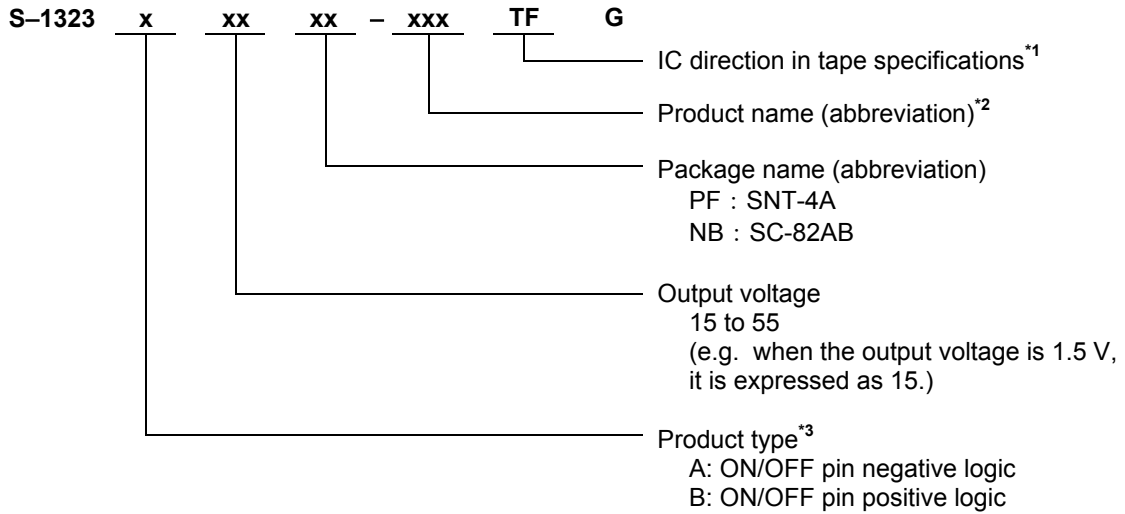 S–1323 x xx xx – xxx TF G
IC direction in tape specifications*1
Product name (abbreviation)*2
Package name (abbreviation)
PF : SNT-4A
NB : SC-82AB
Output voltage
15 to 55
(e.g. when the output voltage is 1.5 V,
it is expressed as 15.)
Product type*3
A: ON/OFF pin negative logic
B: ON/OFF pin positive logic